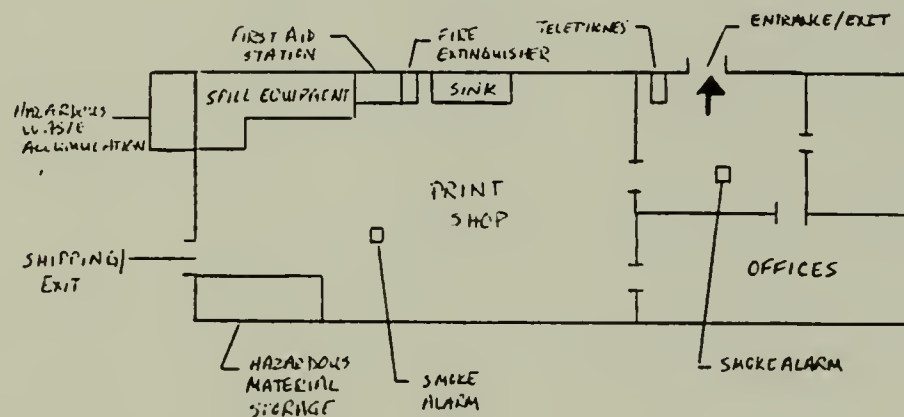 FIRST AID
STATION
FIRE
EXTINGUISHER
TELEPHONES
ENTRANCE/EXIT
SPILL EQUIPMENT
SINK
HAZARDOUS
WASTE
ACCUMULATION
PRINT
SHOP
SHIPPING/
EXIT
OFFICES
HAZARDOUS
MATERIAL
STORAGE
SMOKE
ALARM
SMOKE ALARM